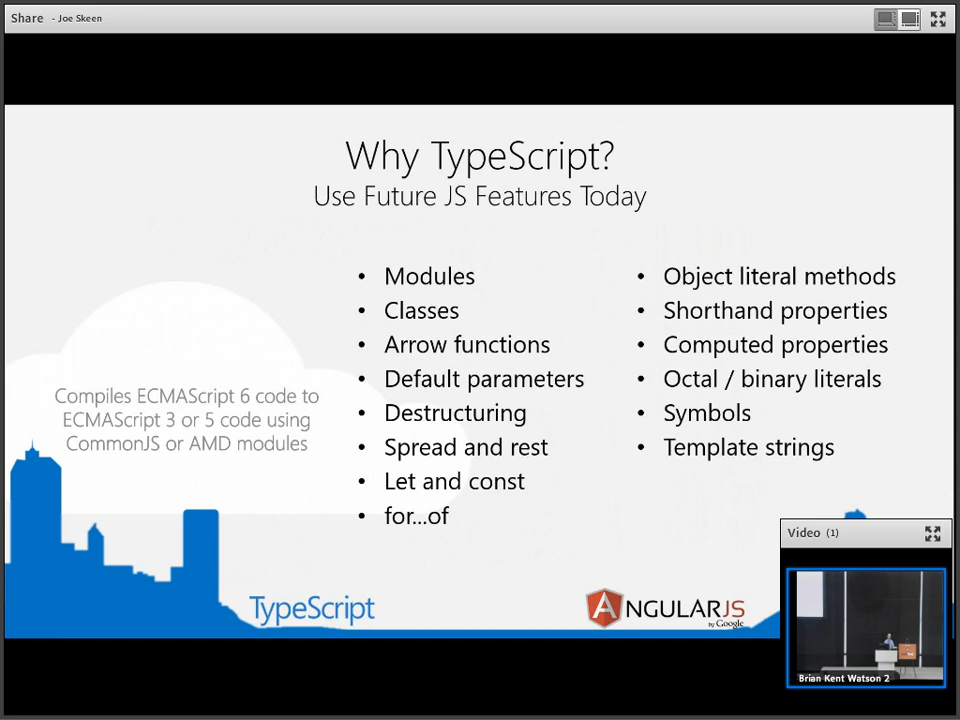 Share - Joe Skeen
Why TypeScript?
Use Future JS Features Today
Compiles ECMAScript 6 code to
ECMAScript 3 or 5 code using
CommonJS or AMD modules
• Modules
• Classes
• Arrow functions
• Default parameters
• Destructuring
• Spread and rest
• Let and const
• for...of
• Object literal methods
• Shorthand properties
• Computed properties
• Octal / binary literals
• Symbols
• Template strings
TypeScript
ANGULARJS
by Google
Video (1)
Brian Kent Watson 2